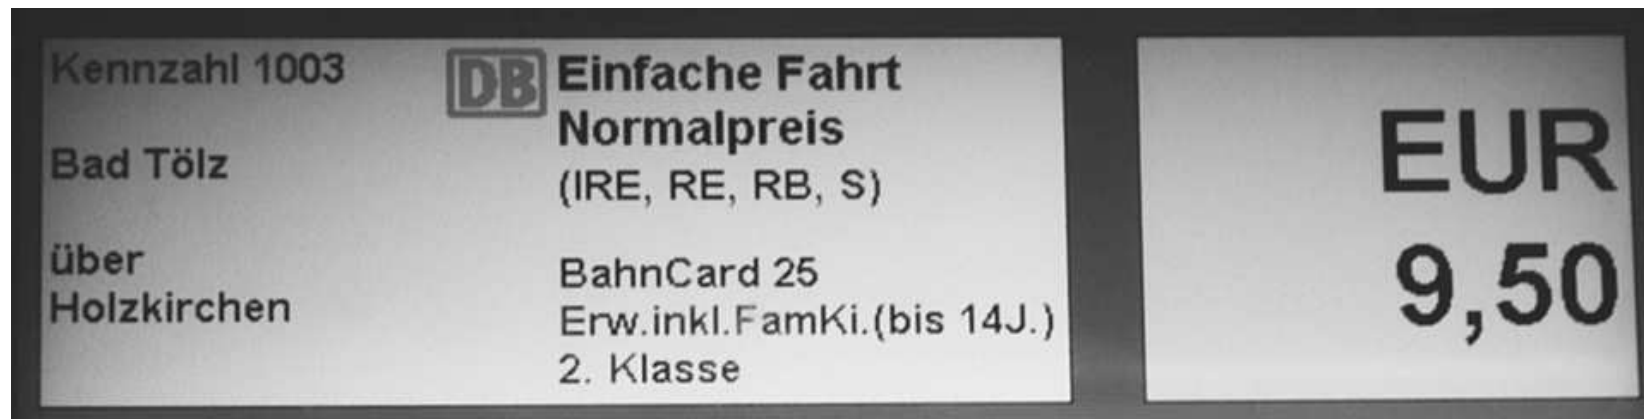 Kennzahl 1003
Bad Tölz
über
Holzkirchen
DB
Einfache Fahrt
Normalpreis
(IRE, RE, RB, S)
BahnCard 25
Erw.inkl.FamKi.(bis 14J.)
2. Klasse
EUR
9,50